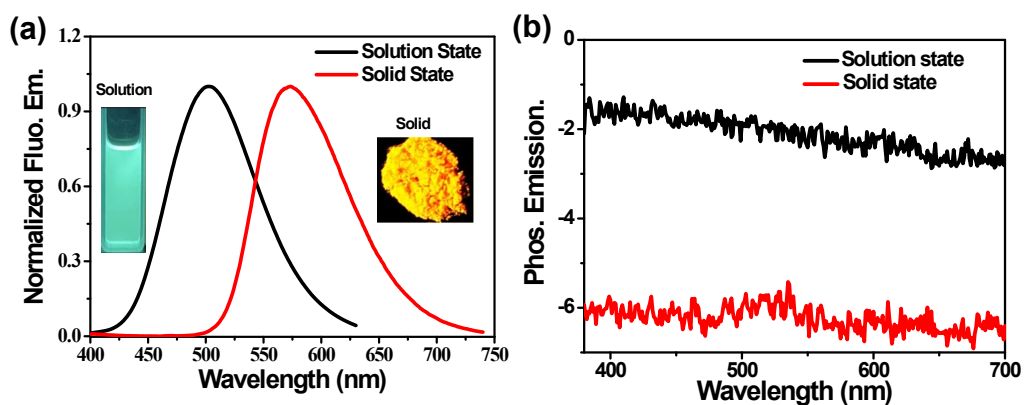 (a)
Normalized Fluo. Em.
1.2
0.9
0.6
0.3
0.0
Solution State
Solid State
Solution
Solid
400 450 500 550 600 650 700 750
Wavelength (nm)
(b)
Phos. Emission.
0
-2
-4
-6
Solution state
Solid state
400 500 600 700
Wavelength (nm)